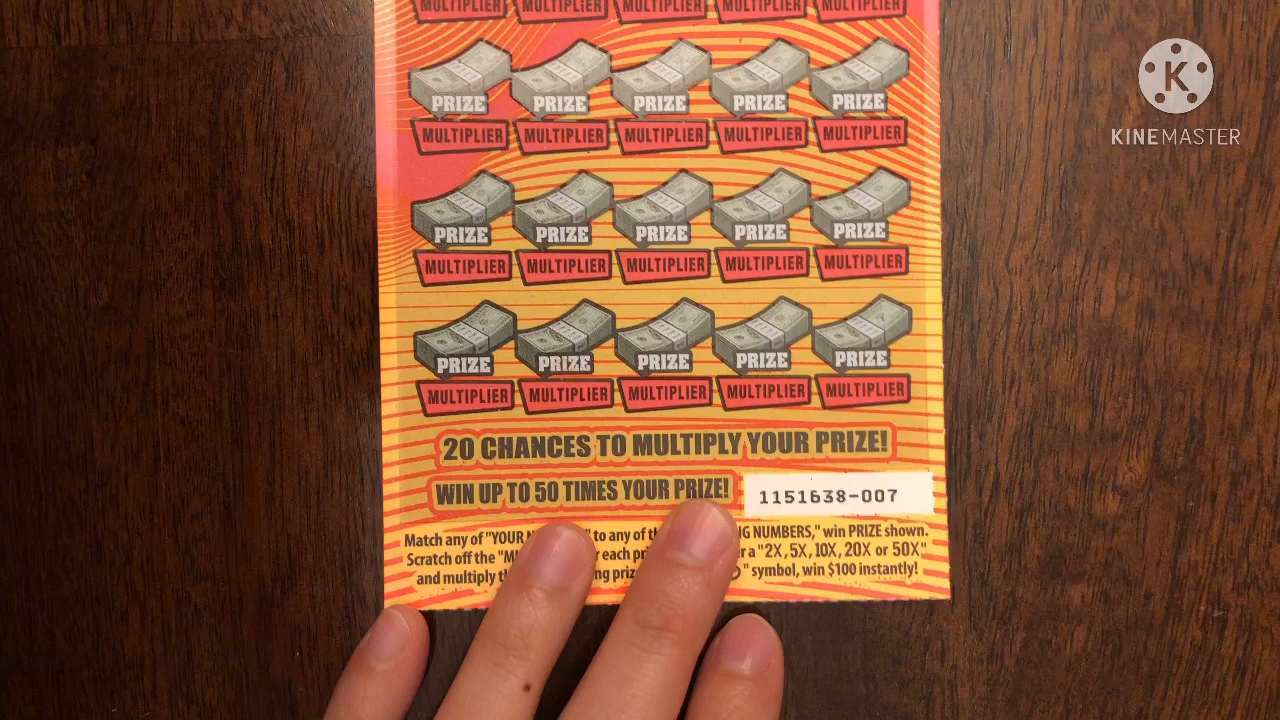 MULTIPLIER MULTIPLIER MULTIPLIER MULTIPLIER MULTIPLIER
PRIZE PRIZE PRIZE PRIZE PRIZE
MULTIPLIER MULTIPLIER MULTIPLIER MULTIPLIER MULTIPLIER
PRIZE PRIZE PRIZE PRIZE PRIZE
MULTIPLIER MULTIPLIER MULTIPLIER MULTIPLIER MULTIPLIER
PRIZE PRIZE PRIZE PRIZE PRIZE
MULTIPLIER MULTIPLIER MULTIPLIER MULTIPLIER MULTIPLIER
20 CHANCES TO MULTIPLY YOUR PRIZE!
WIN UP TO 50 TIMES YOUR PRIZE!
1151638-007
Match any of "YOUR " to any of NUMBERS," win PRIZE shown.
Scratch off the each a "2X, 5X, 10X, 20X or 50X"
and multiply " symbol, win $100 instantly!
K
KINEMASTER